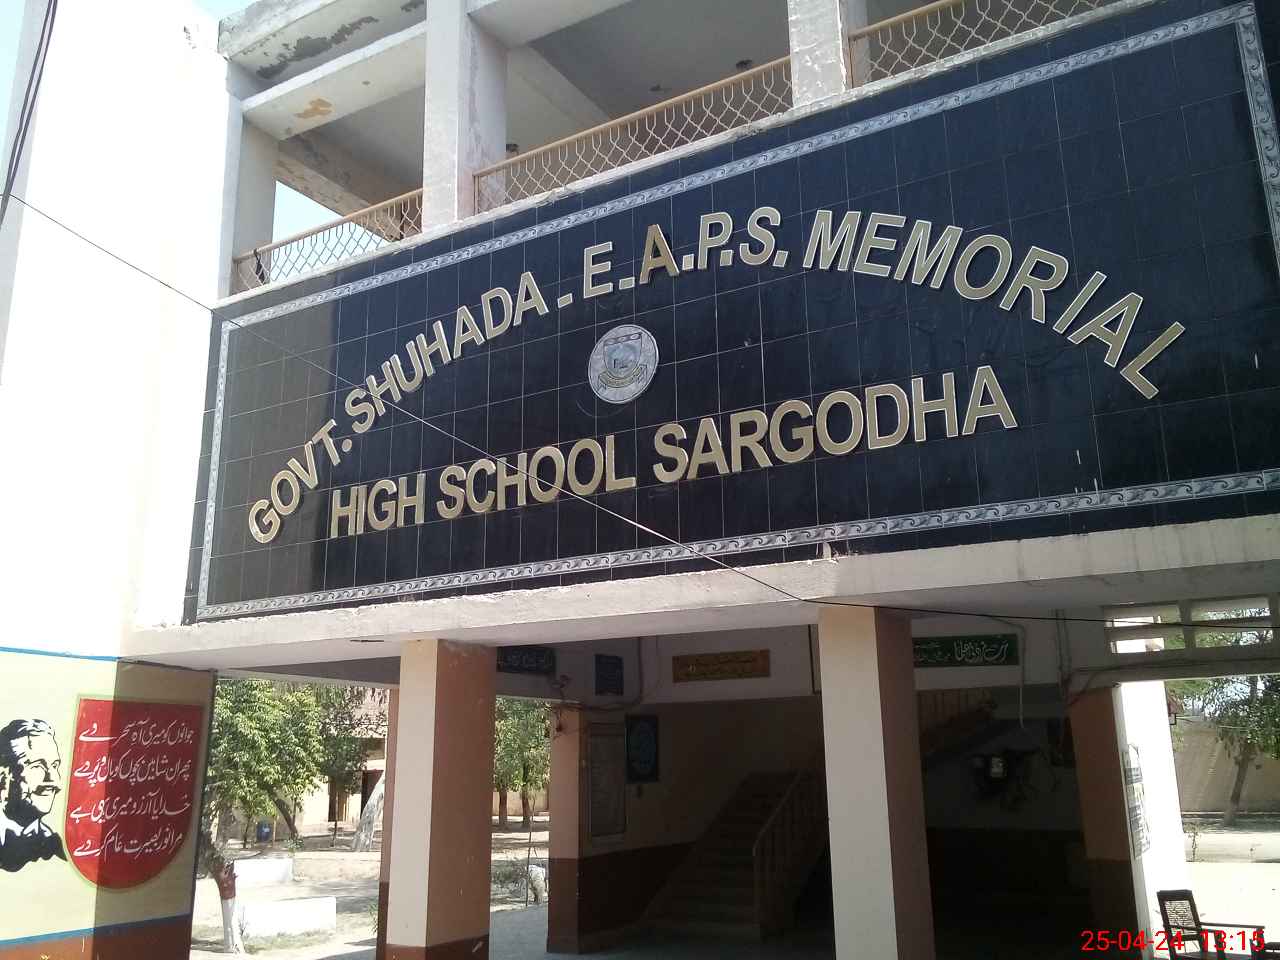 GOVT. SHUHADA.E.A.P.S. MEMORIAL
HIGH SCHOOL SARGODHA
جوانوں کو میری آہِ سحر دے
پھر ان شاہیں بچوں کو بال و پر دے
خدایا آرزو میری یہی ہے
مرا نورِ بصیرت عام کر دے
25-04-24 13:15